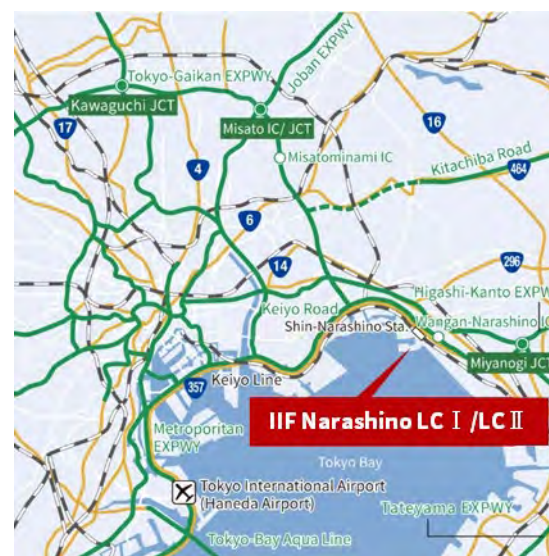 Tokyo-Gaikan EXPWY
Joban EXPWY
Kawaguchi JCT
Misato IC/ JCT
17
16
Misatominami IC
4
Kitachiba Road
464
6
14
296
Higashi-Kanto EXPW
Keiyo Road
Shin-Narashino Sta.
Wangan-Narashino IC
Miyanogi JCT
Keiyo Line
357
IIF Narashino LC Ⅰ /LC Ⅱ
Metroporitan
EXPWY
Tokyo Bay
Tokyo International Airport
(Haneda Airport)
Tateyama EXPWY
Tokyo-Bay Aqua Line